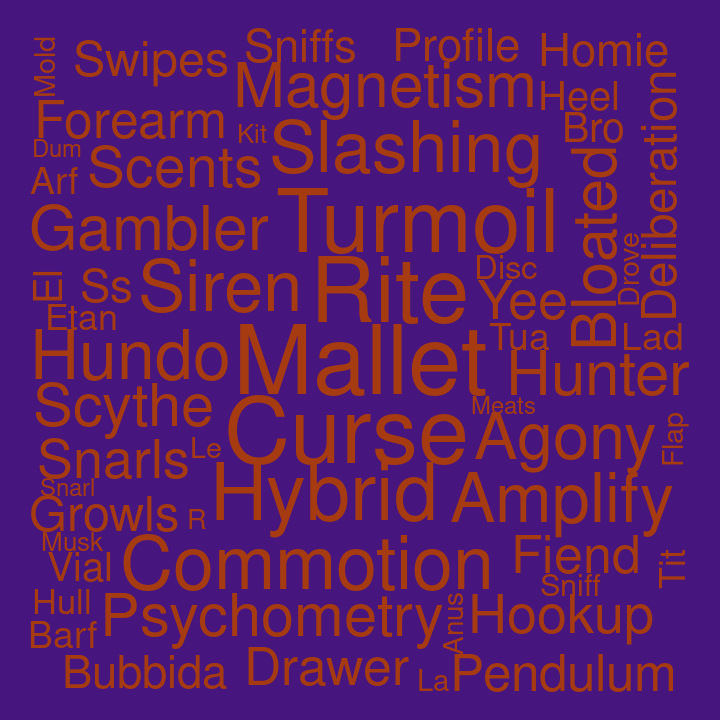 Mold Swipes Sniffs Profile Homie
Magnetism Heel
Forearm Kit Slashing Bro Deliberation
Dum Scents Bloated
Arf Turmoil
Gambler Drove
El Ss Siren Rite Disc Yee
Etan Tua Lad
Hundo Mallet Hunter
Scythe Curse Meats Agony Flap
Snarls Le
Snarl Hybrid Amplify
Growls R
Musk Commotion Fiend Tit
Vial Sniff
Hull Psychometry Anus Hookup
Barf
Bubbida Drawer La Pendulum